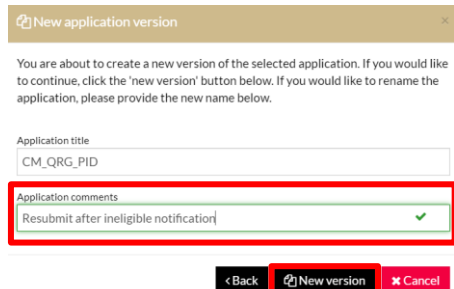 New application version
You are about to create a new version of the selected application. If you would like
to continue, click the 'new version' button below. If you would like to rename the
application, please provide the new name below.
Application title
CM_QRG_PID
Application comments
Resubmit after ineligible notification
Back New version Cancel